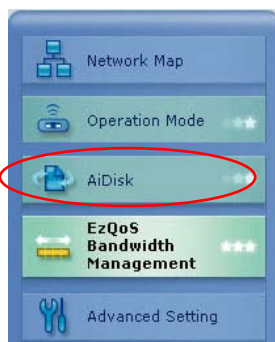 Network Map
Operation Mode
AiDisk
EzQoS
Bandwidth
Management
Advanced Setting